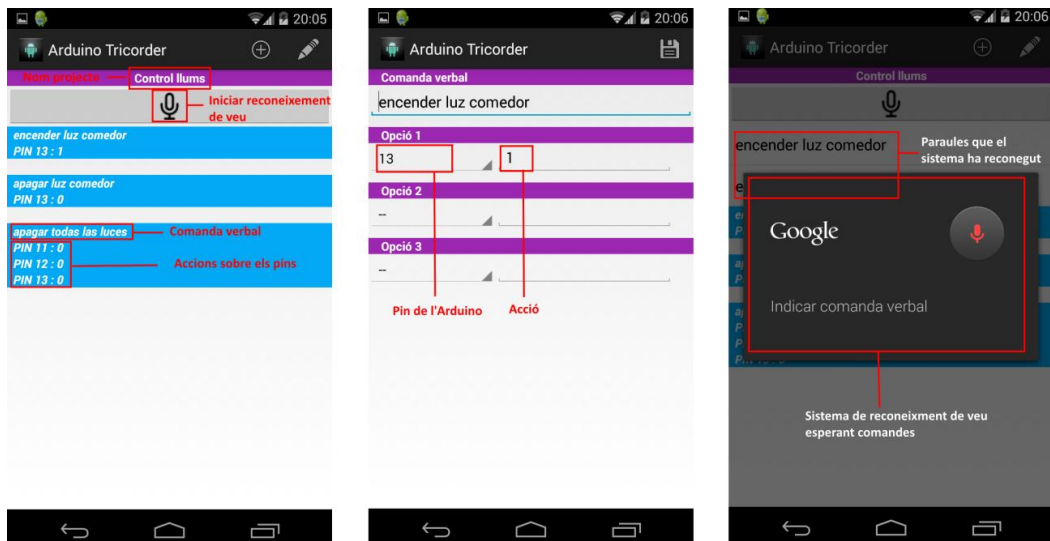 20:05
Arduino Tricorder
Nom projecte
Control llums
Iniciar reconeixement
de veu
encender luz comedor
PIN 13 : 1
apagar luz comedor
PIN 13 : 0
apagar todas las luces
Comanda verbal
PIN 11 : 0
PIN 12 : 0
Accions sobre els pins
PIN 13 : 0
20:06
Arduino Tricorder
Comanda verbal
encender luz comedor
Opció 1
13
1
Opció 2
--
Opció 3
--
Pin de l'Arduino
Acció
20:06
Arduino Tricorder
Control llums
encender luz comedor
Paraules que el
sistema ha reconegut
e
Google
Indicar comanda verbal
Sistema de reconeixment de veu
esperant comandes